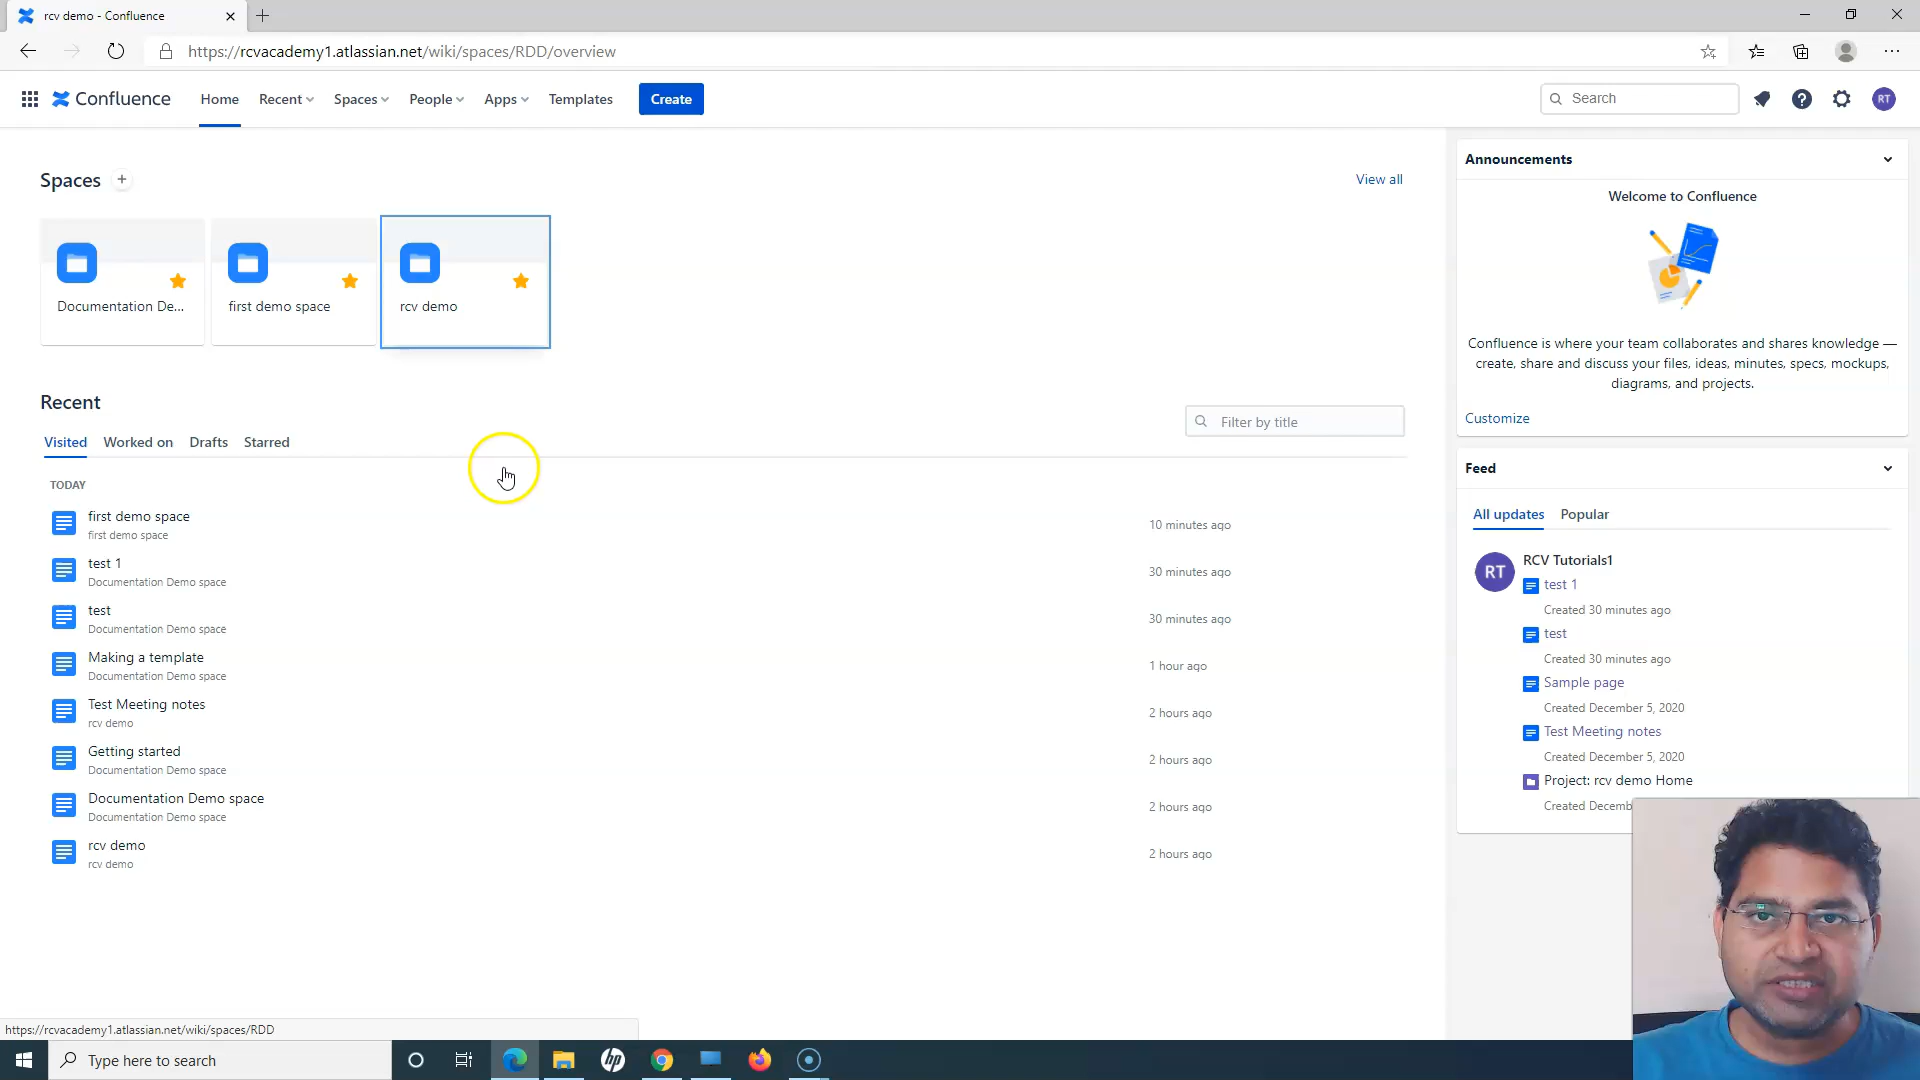 rcv demo - Confluence
https://rcvacademy1.atlassian.net/wiki/spaces/RDD/overview
Confluence
Home
Recent
Spaces
People
Apps
Templates
Create
Search
RT
Spaces
View all
Documentation De...
first demo space
rcv demo
Recent
Filter by title
Visited
Worked on
Drafts
Starred
TODAY
first demo space
first demo space
10 minutes ago
test 1
Documentation Demo space
30 minutes ago
test
Documentation Demo space
30 minutes ago
Making a template
Documentation Demo space
1 hour ago
Test Meeting notes
rcv demo
2 hours ago
Getting started
Documentation Demo space
2 hours ago
Documentation Demo space
Documentation Demo space
2 hours ago
rcv demo
rcv demo
2 hours ago
Announcements
Welcome to Confluence
Confluence is where your team collaborates and shares knowledge —
create, share and discuss your files, ideas, minutes, specs, mockups,
diagrams, and projects.
Customize
Feed
All updates
Popular
RT
RCV Tutorials1
test 1
Created 30 minutes ago
test
Created 30 minutes ago
Sample page
Created December 5, 2020
Test Meeting notes
Created December 5, 2020
Project: rcv demo Home
Created Decemb
https://rcvacademy1.atlassian.net/wiki/spaces/RDD
Type here to search
hp